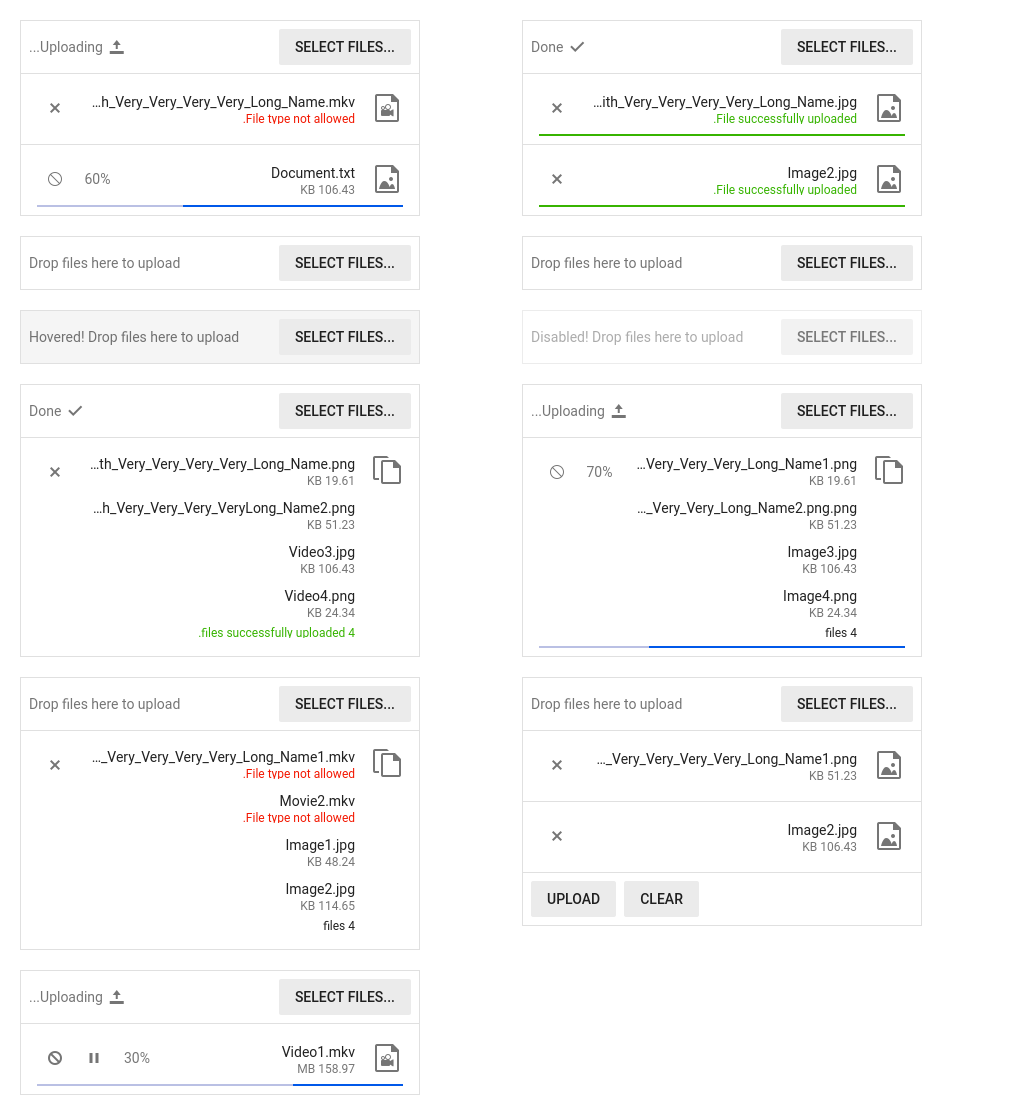 ...Uploading
SELECT FILES...
...h_Very_Very_Very_Very_Long_Name.mkv
.File type not allowed
60%
Document.txt
KB 106.43
Done
SELECT FILES...
...ith_Very_Very_Very_Very_Long_Name.jpg
.File successfully uploaded
Image2.jpg
.File successfully uploaded
Drop files here to upload
SELECT FILES...
Drop files here to upload
SELECT FILES...
Hovered! Drop files here to upload
SELECT FILES...
Disabled! Drop files here to upload
SELECT FILES...
Done
SELECT FILES...
...th_Very_Very_Very_Very_Long_Name.png
KB 19.61
...h_Very_Very_Very_VeryLong_Name2.png
KB 51.23
Video3.jpg
KB 106.43
Video4.png
KB 24.34
.files successfully uploaded 4
...Uploading
SELECT FILES...
70%
...Very_Very_Very_Long_Name1.png
KB 19.61
..._Very_Very_Long_Name2.png.png
KB 51.23
Image3.jpg
KB 106.43
Image4.png
KB 24.34
files 4
Drop files here to upload
SELECT FILES...
..._Very_Very_Very_Very_Long_Name1.mkv
.File type not allowed
Movie2.mkv
.File type not allowed
Image1.jpg
KB 48.24
Image2.jpg
KB 114.65
files 4
Drop files here to upload
SELECT FILES...
..._Very_Very_Very_Very_Long_Name1.png
KB 51.23
Image2.jpg
KB 106.43
UPLOAD
CLEAR
...Uploading
SELECT FILES...
30%
Video1.mkv
MB 158.97